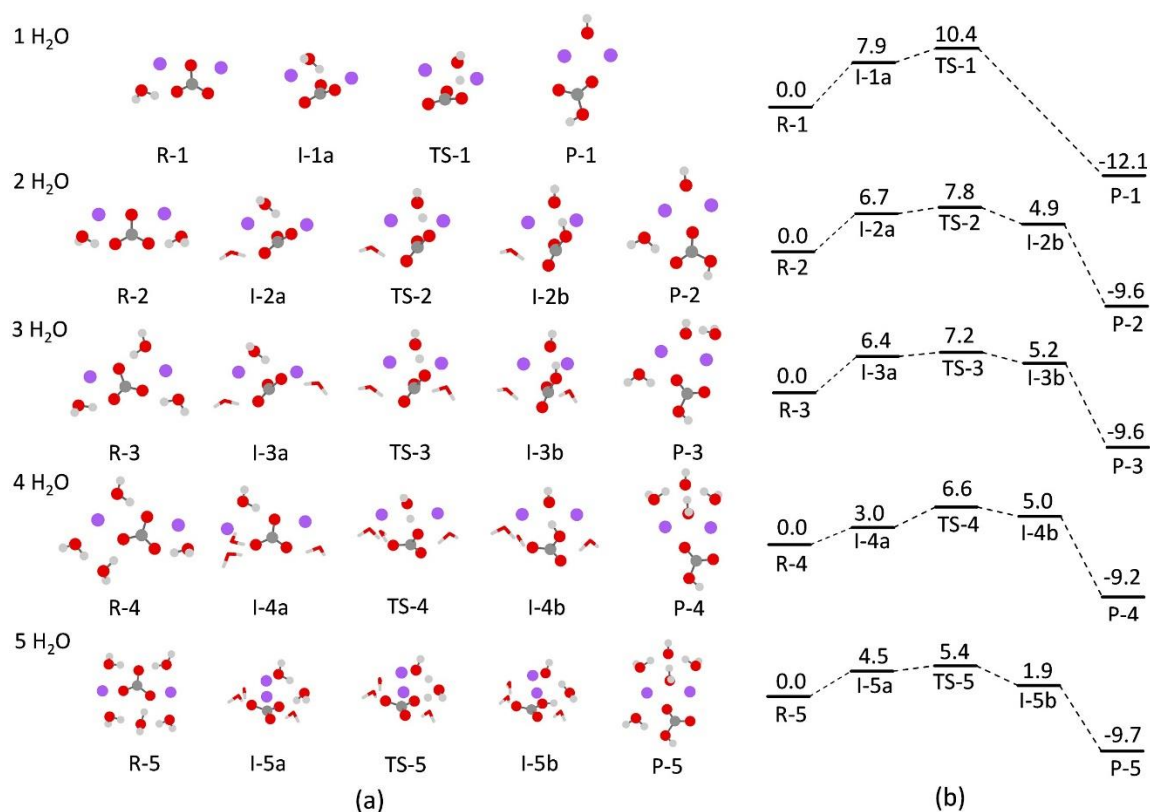 1 H₂O
R-1 I-1a TS-1 P-1
2 H₂O
R-2 I-2a TS-2 I-2b P-2
3 H₂O
R-3 I-3a TS-3 I-3b P-3
4 H₂O
R-4 I-4a TS-4 I-4b P-4
5 H₂O
R-5 I-5a TS-5 I-5b P-5
(a)
0.0 7.9 10.4 -12.1
R-1 I-1a TS-1 P-1
0.0 6.7 7.8 4.9 -9.6
R-2 I-2a TS-2 I-2b P-2
0.0 6.4 7.2 5.2 -9.6
R-3 I-3a TS-3 I-3b P-3
0.0 3.0 6.6 5.0 -9.2
R-4 I-4a TS-4 I-4b P-4
0.0 4.5 5.4 1.9 -9.7
R-5 I-5a TS-5 I-5b P-5
(b)